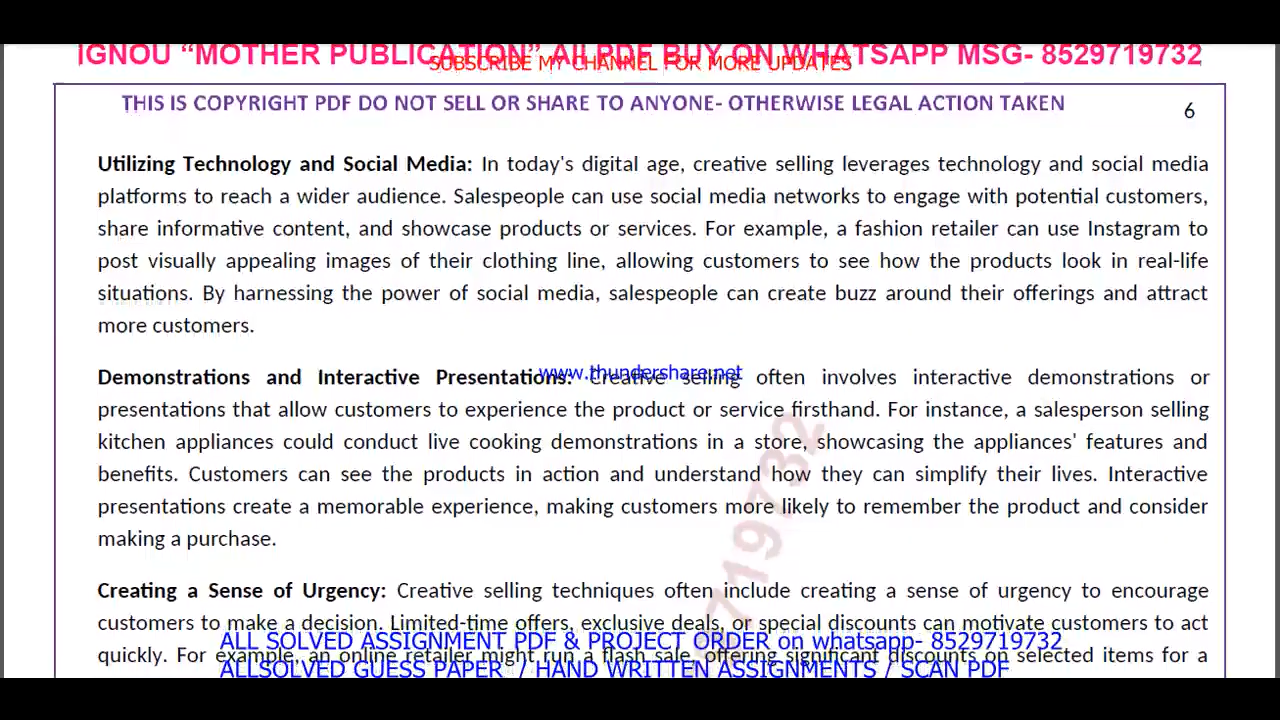 IGNOU “MOTHER PUBLICATION” AILRDE BUY ON WHATSAPP MSG- 8529719732
SUBSCRIBE MY CHANNEL FOR MORE UPDATES
THIS IS COPYRIGHT PDF DO NOT SELL OR SHARE TO ANYONE- OTHERWISE LEGAL ACTION TAKEN
6
Utilizing Technology and Social Media: In today's digital age, creative selling leverages technology and social media
platforms to reach a wider audience. Salespeople can use social media networks to engage with potential customers,
share informative content, and showcase products or services. For example, a fashion retailer can use Instagram to
post visually appealing images of their clothing line, allowing customers to see how the products look in real-life
situations. By harnessing the power of social media, salespeople can create buzz around their offerings and attract
more customers.
www.thundershare.net
Demonstrations and Interactive Presentations: Creative selling often involves interactive demonstrations or
presentations that allow customers to experience the product or service firsthand. For instance, a salesperson selling
kitchen appliances could conduct live cooking demonstrations in a store, showcasing the appliances' features and
benefits. Customers can see the products in action and understand how they can simplify their lives. Interactive
presentations create a memorable experience, making customers more likely to remember the product and consider
making a purchase.
719732
Creating a Sense of Urgency: Creative selling techniques often include creating a sense of urgency to encourage
customers to make a decision. Limited-time offers, exclusive deals, or special discounts can motivate customers to act
ALL SOLVED ASSIGNMENT PDF & PROJECT ORDER on whatsapp- 8529719732
quickly. For example, an online retailer might run a flash sale, offering significant discounts on selected items for a
ALLSOLVED GUESS PAPER / HAND WRITTEN ASSIGNMENTS / SCAN PDF